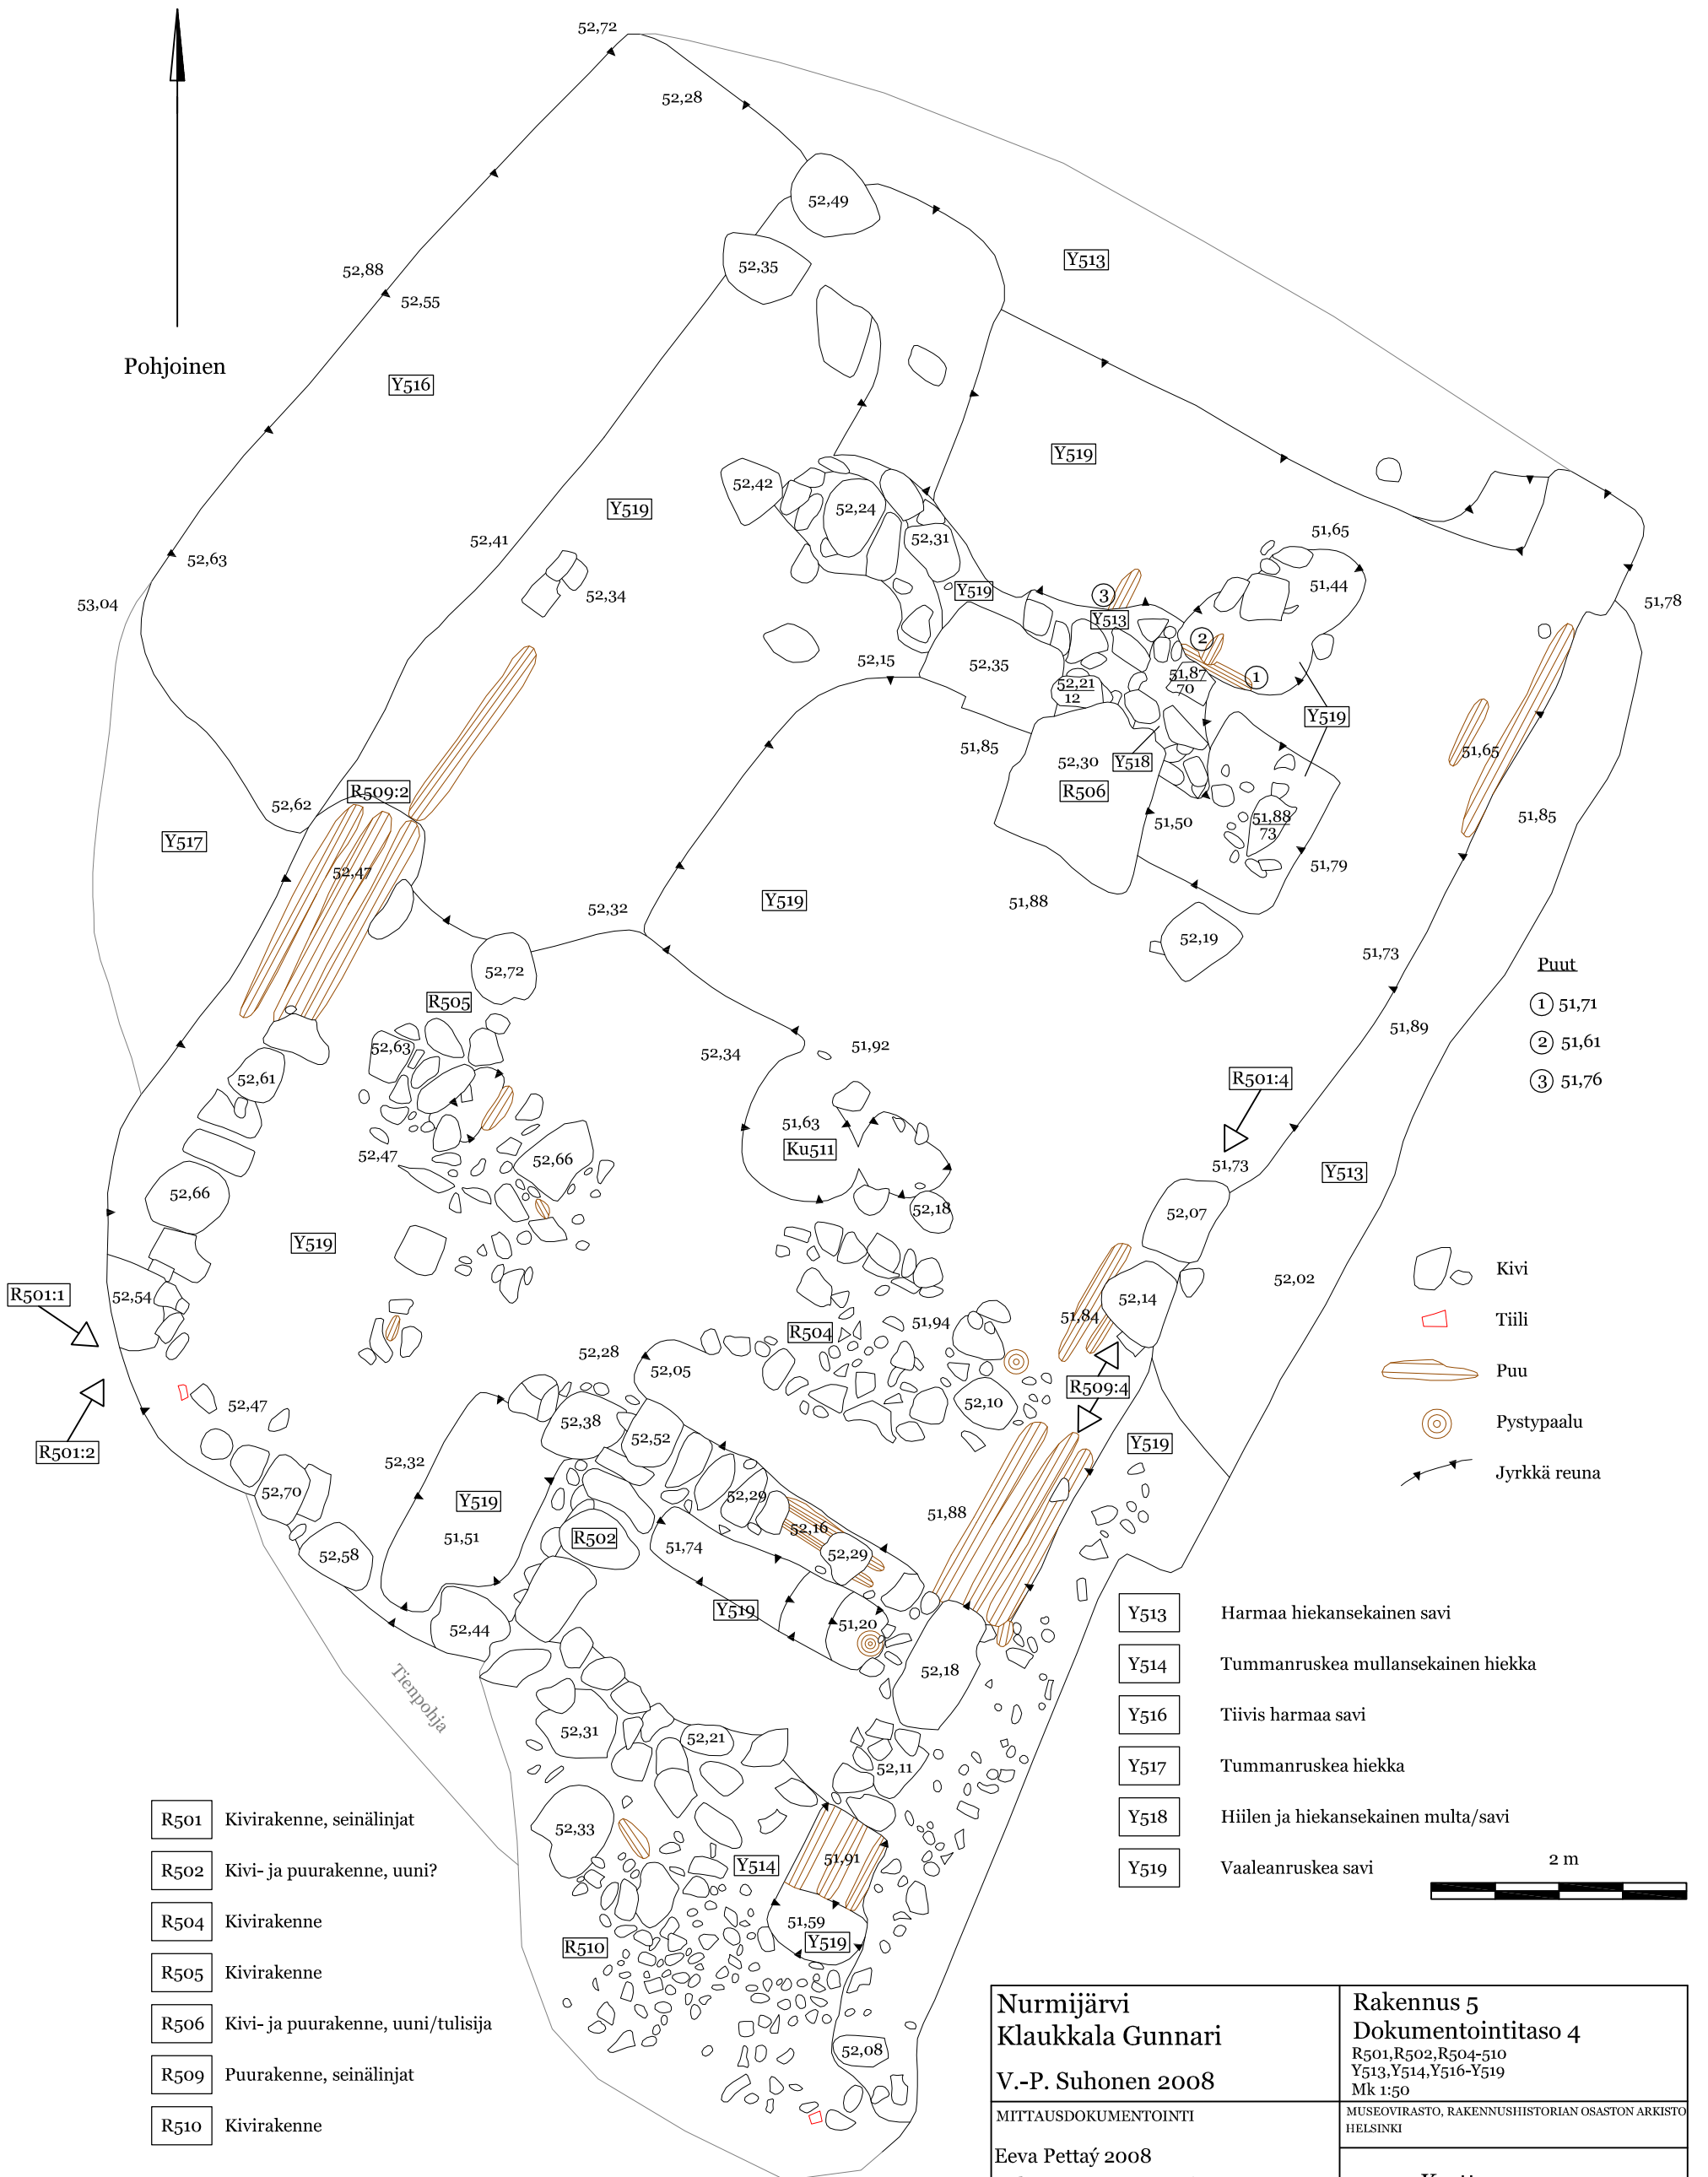 52,72
52,28
52,49
52,35
Y513
52,88
52,55
Pohjoinen
Y516
Y519
52,42
52,24
Y519
52,31
52,41
51,65
52,63
51,44
53,04
52,34
Y519
3
Y513
51,78
2
52,15
52,35
51,87
70
1
52,21
12
Y519
51,85
Y518
51,65
52,30
R506
52,62
R509:2
51,50
51,88
73
51,85
Y517
52,47
51,79
Y519
51,88
52,32
52,19
51,73
Puut
52,72
1 51,71
R505
51,89
2 51,61
52,63
52,34
51,92
3 51,76
52,61
R501:4
51,63
Ku511
52,47
52,66
51,73
Y513
52,66
52,18
52,07
Y519
52,02
Kivi
R501:1
52,54
52,14
51,84
Tiili
R504
51,94
52,28
52,05
Puu
R509:4
52,47
52,10
52,38
Pystypaalu
52,52
R501:2
Y519
52,32
Jyrkkä reuna
52,70
52,29
Y519
51,88
52,16
51,51
R502
51,74
52,29
52,58
Y519
51,20
52,44
52,18
Tienpohja
52,31
52,21
52,11
52,33
51,91
Y514
51,59
Y519
R510
52,08
Y513 Harmaa hiekansekainen savi
Y514 Tummanruskea mullansekainen hiekka
Y516 Tiivis harmaa savi
Y517 Tummanruskea hiekka
Y518 Hiilen ja hiekansekainen multa/savi
Y519 Vaaleanruskea savi
2 m
R501 Kivirakenne, seinälinjat
R502 Kivi- ja puurakenne, uuni?
R504 Kivirakenne
R505 Kivirakenne
R506 Kivi- ja puurakenne, uuni/tulisija
R509 Puurakenne, seinälinjat
R510 Kivirakenne
Nurmijärvi
Klaukkala Gunnari
V.-P. Suhonen 2008
MITTAUSDOKUMENTOINTI
Eeva Pettaý 2008
Rakennus 5
Dokumentointitaso 4
R501,R502,R504-510
Y513,Y514,Y516-Y519
Mk 1:50
MUSEOVIRASTO, RAKENNUSHISTORIAN OSASTON ARKISTO
HELSINKI